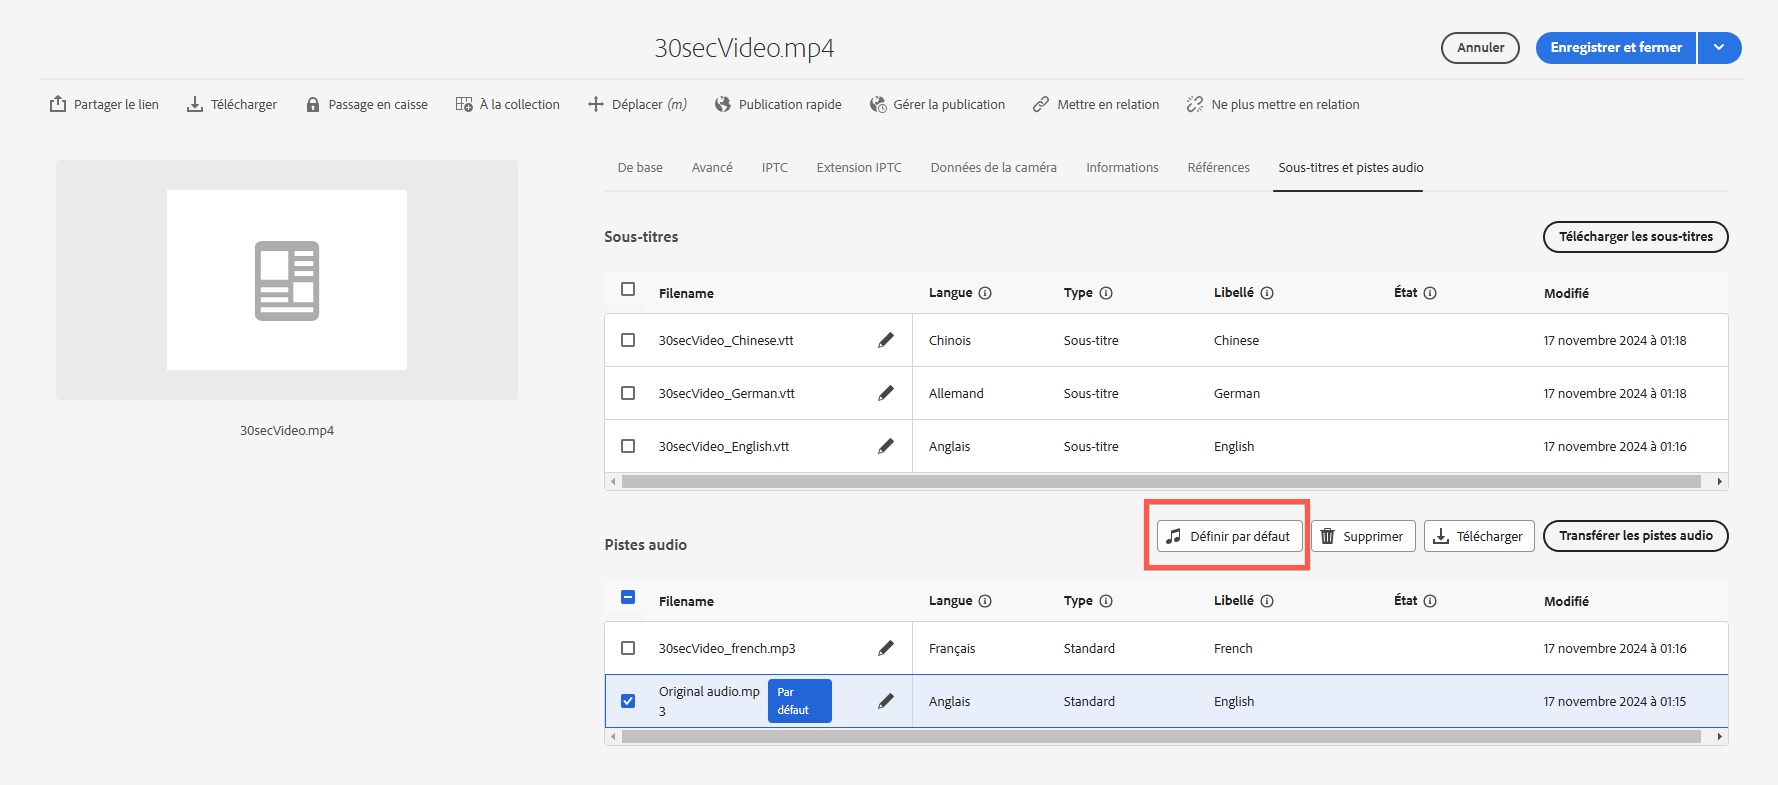 30secVideo.mp4
Annuler
Enregistrer et fermer
Partager le lien
Télécharger
Passage en caisse
À la collection
Déplacer (m)
Publication rapide
Gérer la publication
Mettre en relation
Ne plus mettre en relation
De base
Avancé
IPTC
Extension IPTC
Données de la caméra
Informations
Références
Sous-titres et pistes audio
30secVideo.mp4
Sous-titres
Télécharger les sous-titres
Filename Langue Type Libellé État Modifié
30secVideo_Chinese.vtt Chinois Sous-titre Chinese 17 novembre 2024 à 01:18
30secVideo_German.vtt Allemand Sous-titre German 17 novembre 2024 à 01:18
30secVideo_English.vtt Anglais Sous-titre English 17 novembre 2024 à 01:16
Pistes audio
Définir par défaut
Supprimer
Télécharger
Transférer les pistes audio
Filename Langue Type Libellé État Modifié
30secVideo_french.mp3 Français Standard French 17 novembre 2024 à 01:16
Original audio.mp
3
Par
défaut
Anglais Standard English 17 novembre 2024 à 01:15